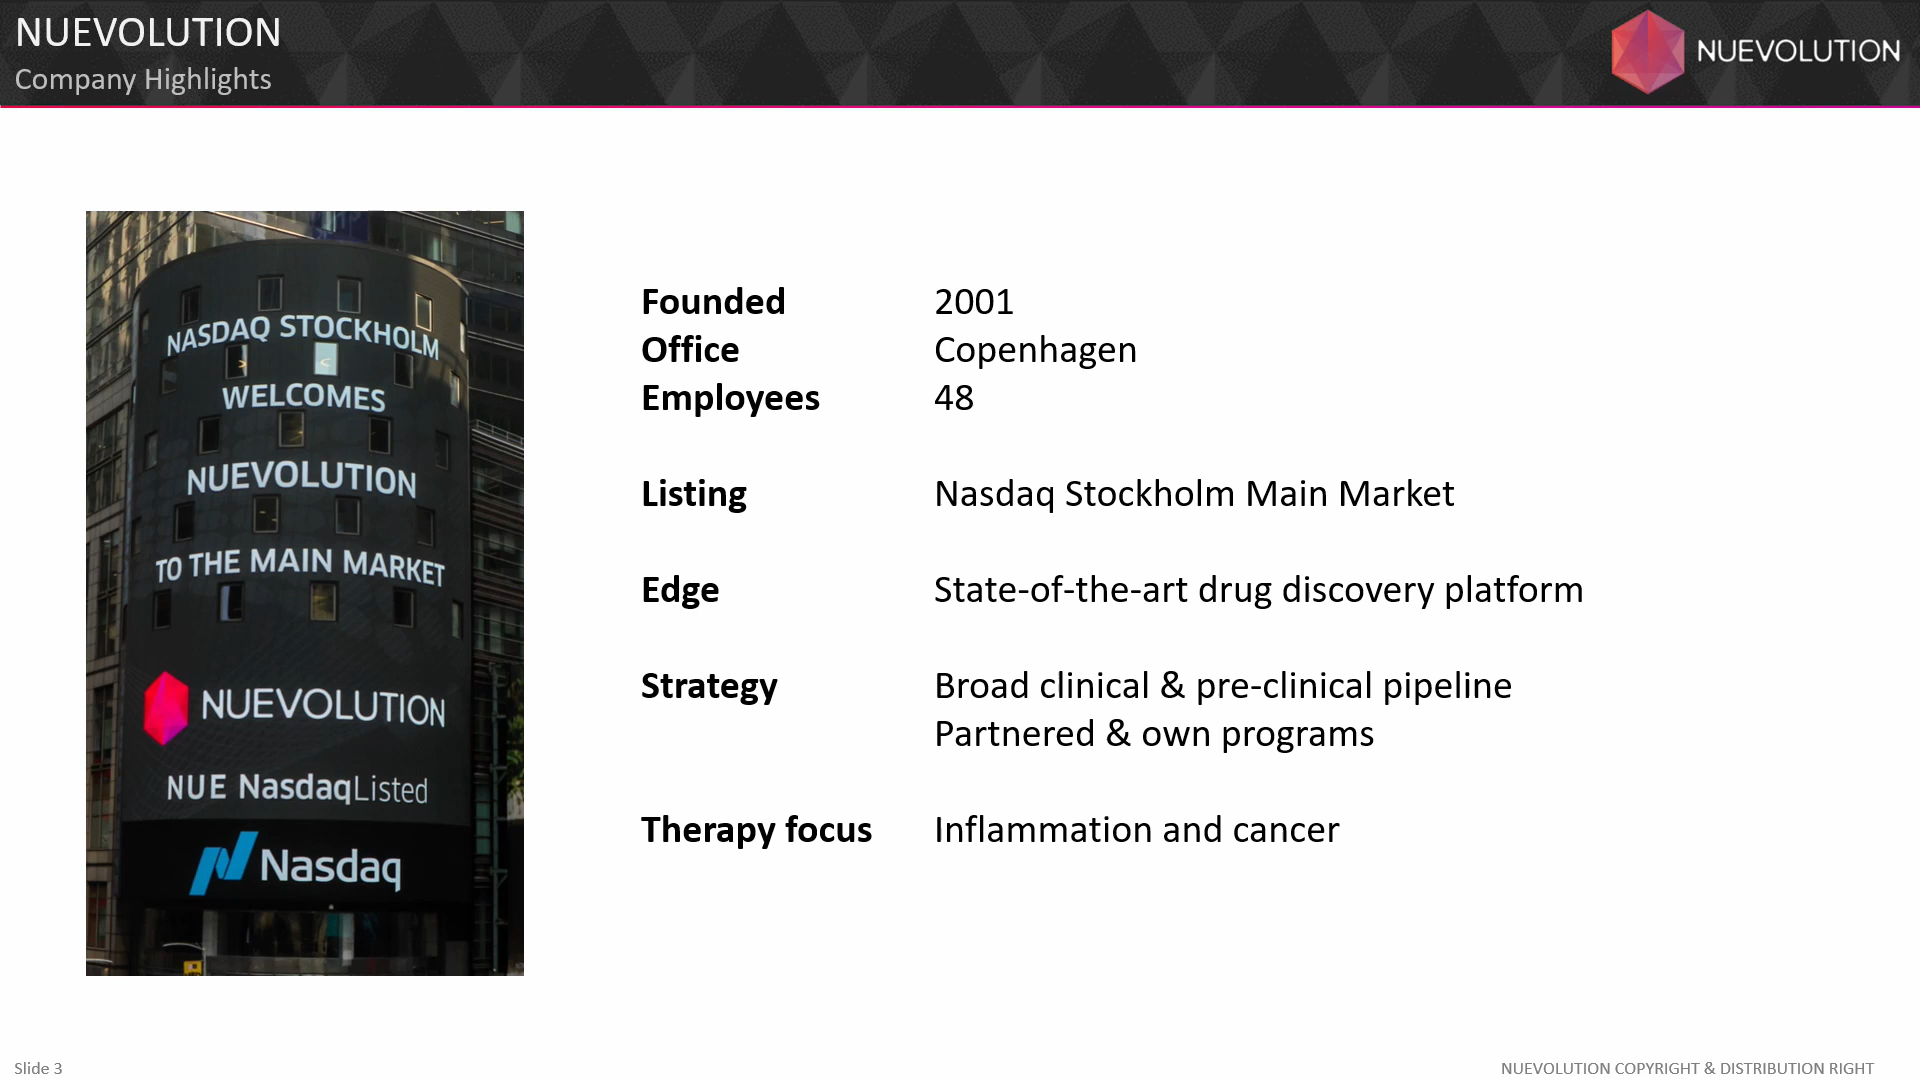 NUEVOLUTION
Company Highlights
NUEVOLUTION
NASDAQ STOCKHOLM
WELCOMES
NUEVOLUTION
TO THE MAIN MARKET
NUEVOLUTION
NUE NasdaqListed
Nasdaq
Founded 2001
Office Copenhagen
Employees 48
Listing Nasdaq Stockholm Main Market
Edge State-of-the-art drug discovery platform
Strategy Broad clinical & pre-clinical pipeline
Partnered & own programs
Therapy focus Inflammation and cancer
Slide 3
NUEVOLUTION COPYRIGHT & DISTRIBUTION RIGHT